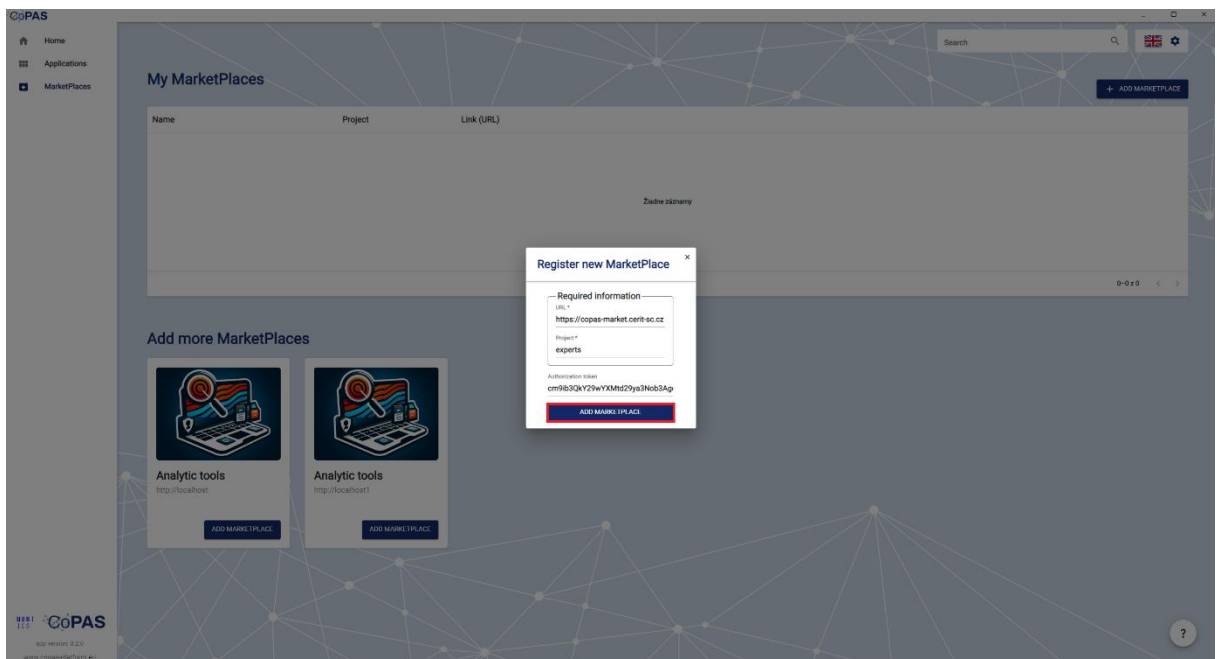 CoPAS
Home
Applications
MarketPlaces
Search
My MarketPlaces
+ ADD MARKETPLACE
Name Project Link (URL)
Žiadne záznamy
0-0 z 0
Register new MarketPlace ×
Required information
URL *
https://copas-market.cerit-sc.cz
Project *
experts
Authorization token
ADD MARKETPLACE
Add more MarketPlaces
Analytic tools
http://localhost
ADD MARKETPLACE
Analytic tools
http://localhost1
ADD MARKETPLACE
MUNI
ICS
CoPAS
?